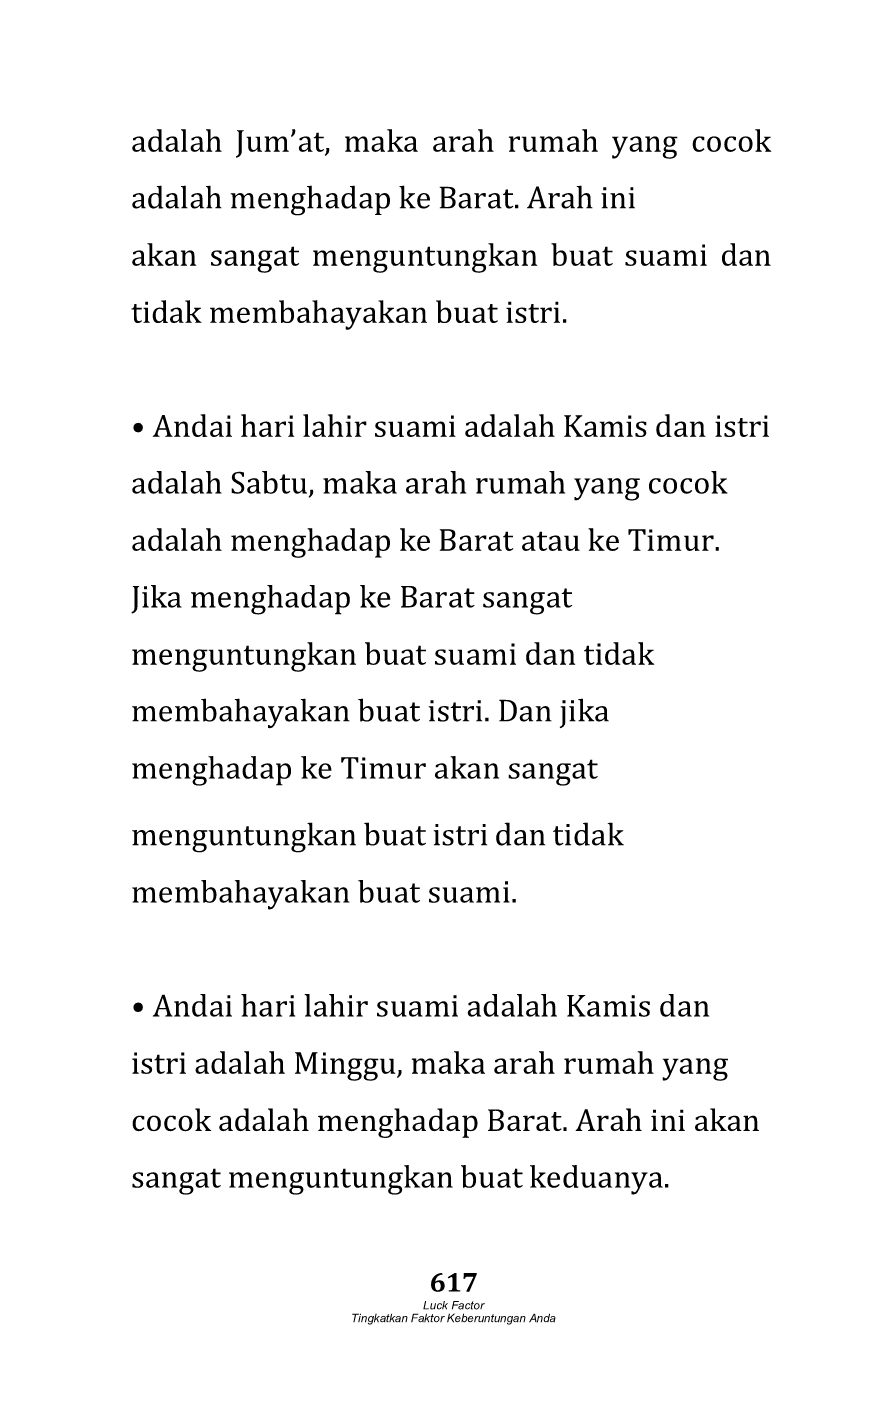 adalah Jum’at, maka arah rumah yang cocok
adalah menghadap ke Barat. Arah ini
akan sangat menguntungkan buat suami dan
tidak membahayakan buat istri.
• Andai hari lahir suami adalah Kamis dan istri
adalah Sabtu, maka arah rumah yang cocok
adalah menghadap ke Barat atau ke Timur.
Jika menghadap ke Barat sangat
menguntungkan buat suami dan tidak
membahayakan buat istri. Dan jika
menghadap ke Timur akan sangat
menguntungkan buat istri dan tidak
membahayakan buat suami.
• Andai hari lahir suami adalah Kamis dan
istri adalah Minggu, maka arah rumah yang
cocok adalah menghadap Barat. Arah ini akan
sangat menguntungkan buat keduanya.
617
Luck Factor
Tingkatkan Faktor Keberuntungan Anda